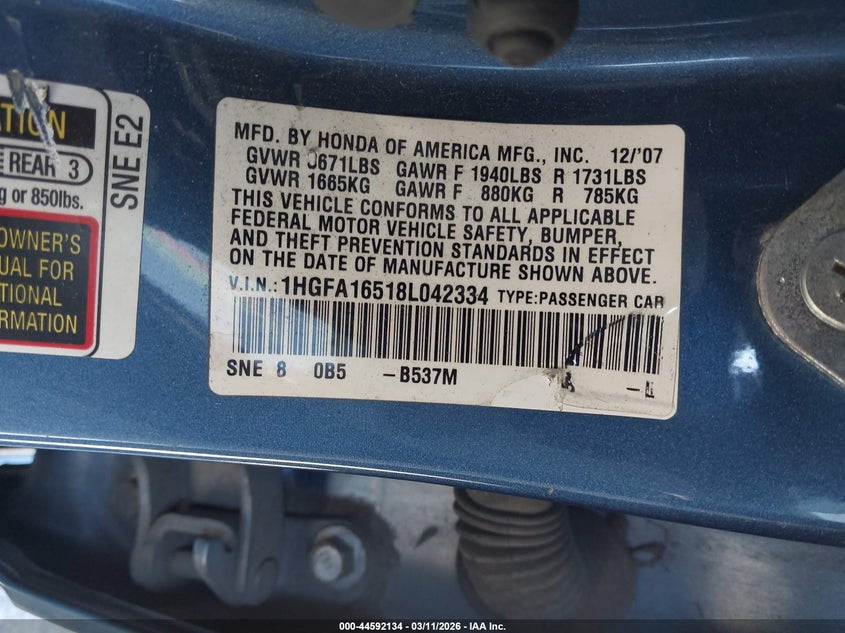 ATION
E REAR 3
g or 850lbs.
OWNER'S
UAL FOR
TIONAL
FORMATION
SNE E2
MFD. BY HONDA OF AMERICA MFG., INC. 12/'07
GVWR 3671LBS GAWR F 1940LBS R 1731LBS
GVWR 1665KG GAWR F 880KG R 785KG
THIS VEHICLE CONFORMS TO ALL APPLICABLE
FEDERAL MOTOR VEHICLE SAFETY, BUMPER,
AND THEFT PREVENTION STANDARDS IN EFFECT
ON THE DATE OF MANUFACTURE SHOWN ABOVE.
V.I.N.: 1HGFA16518L042334 TYPE:PASSENGER CAR
SNE 8 0B5 -B537M
000-44592134 - 03/11/2026 - IAA Inc.